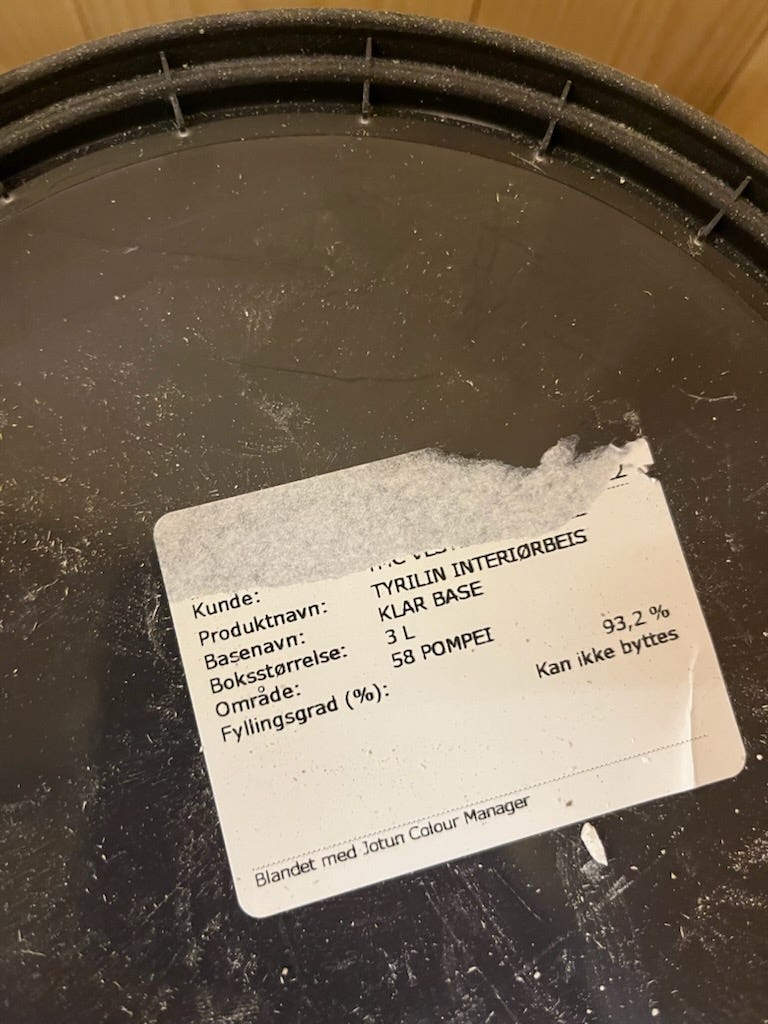 Kunde:
Produktnavn: TYRILIN INTERIØRBEIS
Basenavn: KLAR BASE
Boksstørrelse: 3 L
Område: 58 POMPEI
Fyllingsgrad (%): 93,2 %
Kan ikke byttes
Blandet med Jotun Colour Manager